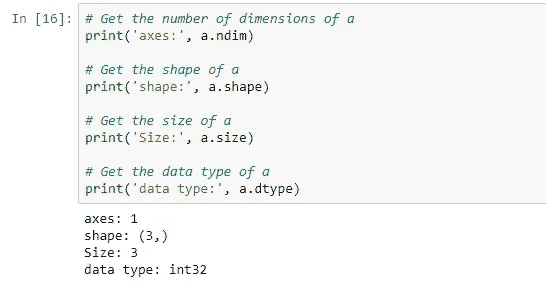 In [16]: # Get the number of dimensions of a
print('axes:', a.ndim)
# Get the shape of a
print('shape:', a.shape)
# Get the size of a
print('Size:', a.size)
# Get the data type of a
print('data type:', a.dtype)
axes: 1
shape: (3,)
Size: 3
data type: int32